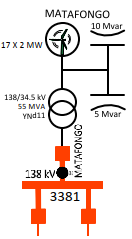 MATAFONGO
10 Mvar
17 X 2 MW
138/34.5 kV
55 MVA
YNd11
5 Mvar
MATAFONGO
138 kV
3381